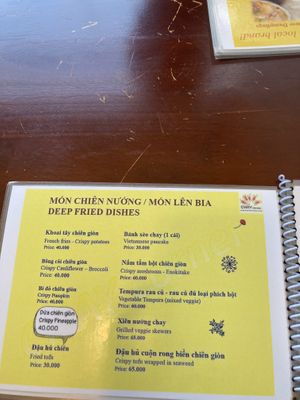 local brand!
MÓN CHIÊN NƯỚNG / MÓN LÊN BIA
DEEP FRIED DISHES
Khoai tây chiên giòn
French fries - Crispy potatoes
Price: 40.000
Bông cải chiên giòn
Crispy Cauliflower - Broccoli
Price: 40.000
Bí đỏ chiên giòn
Crispy Pumpkin
Price: 40.000
Dứa chiên giòn
Crispy Pineapple
40.000
Đậu hũ chiên
Fried tofu
Price: 30.000
Bánh xèo chay (1 cái)
Vietnamese pancake
Price: 30.000
Nấm tẩm bột chiên giòn
Crispy mushroom - Enokitake
Price: 60.000
Tempura rau củ - rau củ đủ loại phích bột
Vegetable Tempura (mixed veggie)
Price: 60.000
Xiên nướng chay
Grilled veggie skewers
Price: 65.000
Đậu hũ cuộn rong biển chiên giòn
Crispy tofu wrapped in seaweed
Price: 65.000